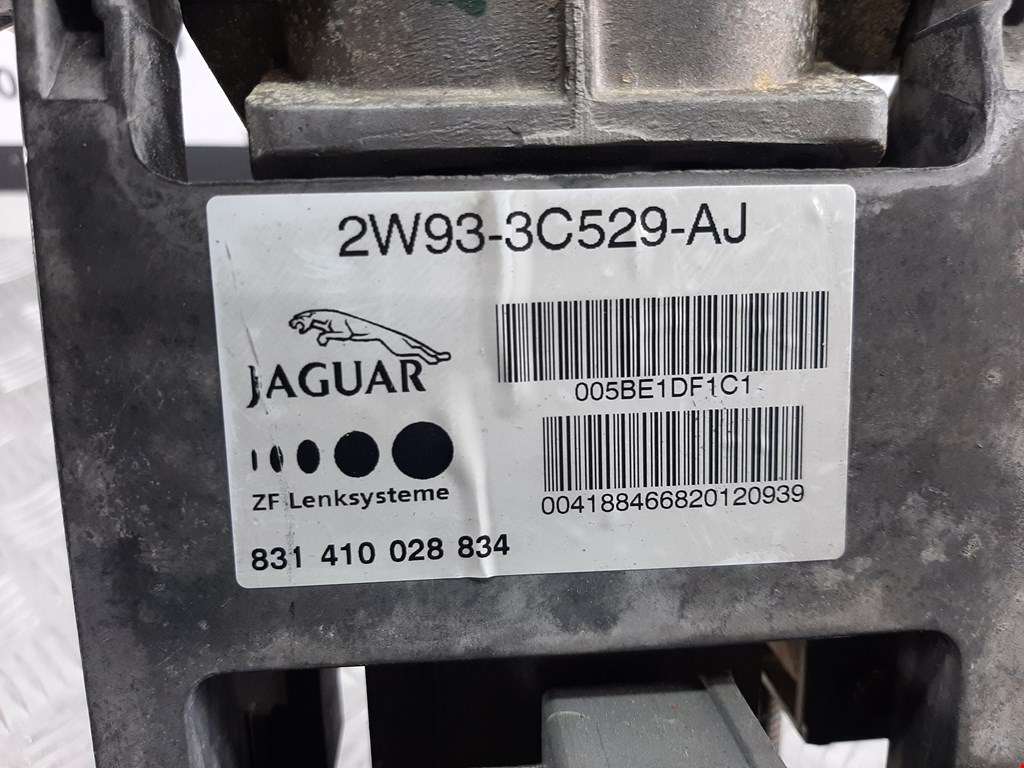 2W93-3C529-AJ
JAGUAR
005BE1DF1C1
ZF Lenksysteme
004188466820120939
831 410 028 834